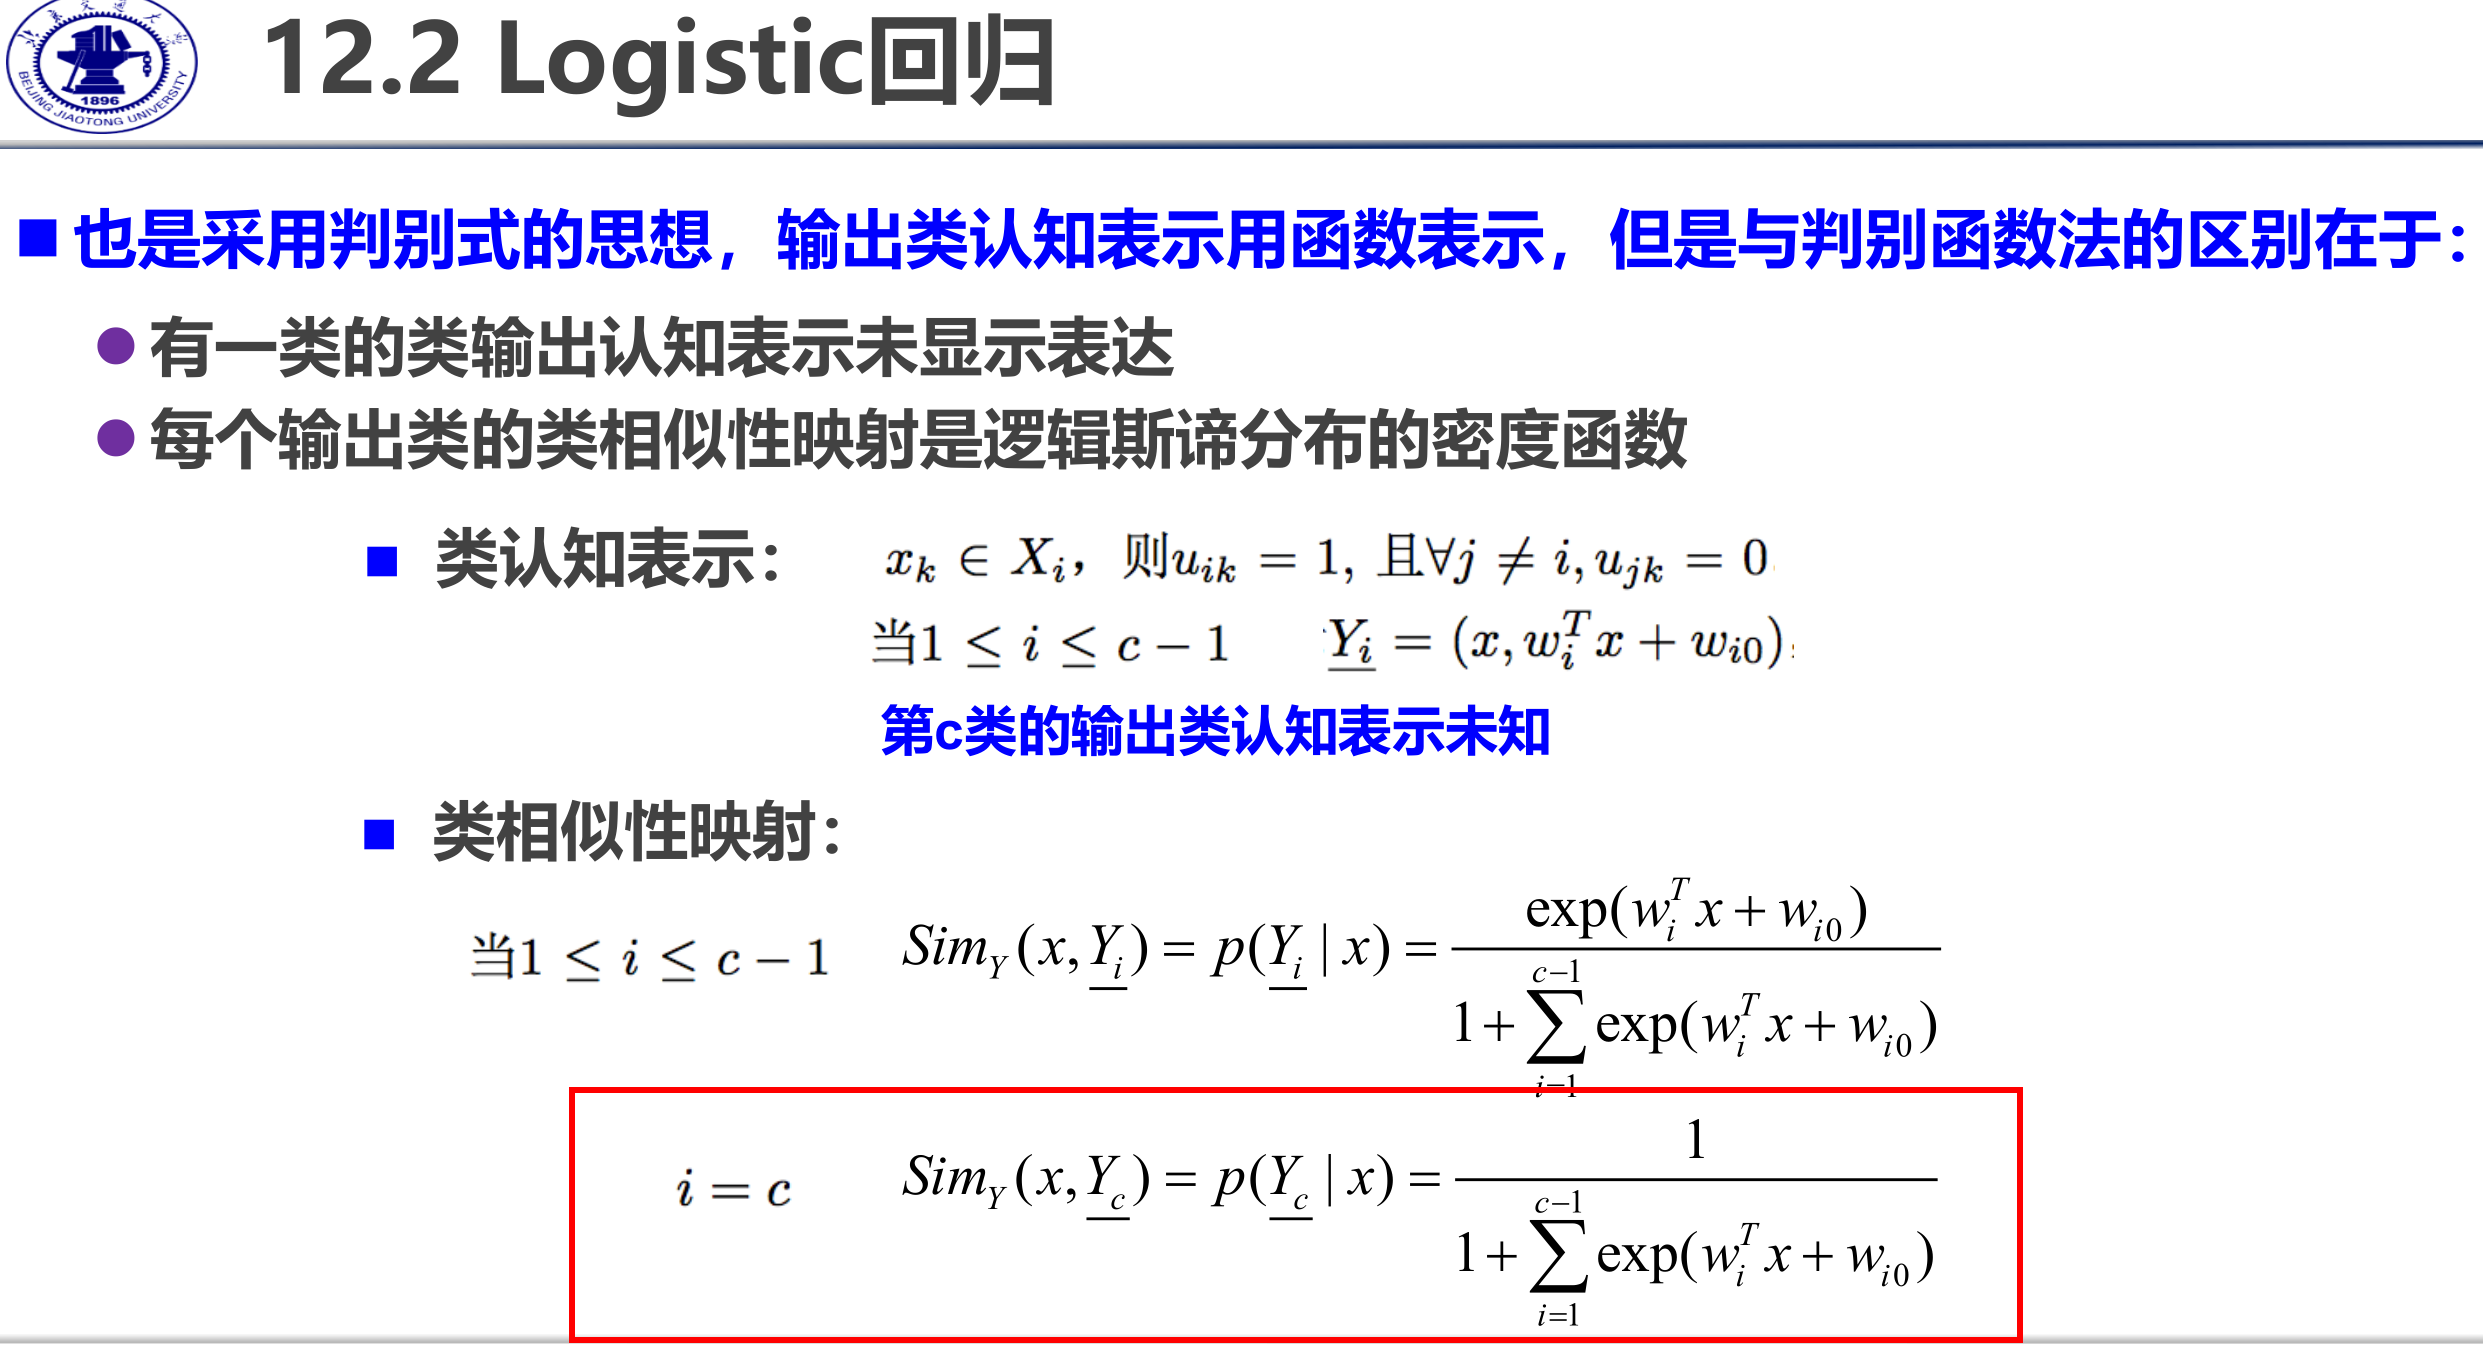 1896
BEIJING JIAOTONG UNIVERSITY
12.2 Logistic回归
也是采用判别式的思想，输出类认知表示用函数表示，但是与判别函数法的区别在于：
有一类的类输出认知表示未显示表达
每个输出类的类相似性映射是逻辑斯谛分布的密度函数
类认知表示： x_k ∈ X_i，则u_{ik} = 1, 且∀j ≠ i, u_{jk} = 0.
当1 ≤ i ≤ c − 1 \underline{Y_i} = (x, w_i^T x + w_{i0})
第c类的输出类认知表示未知
类相似性映射：
当1 ≤ i ≤ c − 1 Sim_Y(x, \underline{Y_i}) = p(\underline{Y_i} | x) = \frac{exp(w_i^T x + w_{i0})}{1 + \sum_{i=1}^{c−1} exp(w_i^T x + w_{i0})}
i = c Sim_Y(x, \underline{Y_c}) = p(\underline{Y_c} | x) = \frac{1}{1 + \sum_{i=1}^{c−1} exp(w_i^T x + w_{i0})}